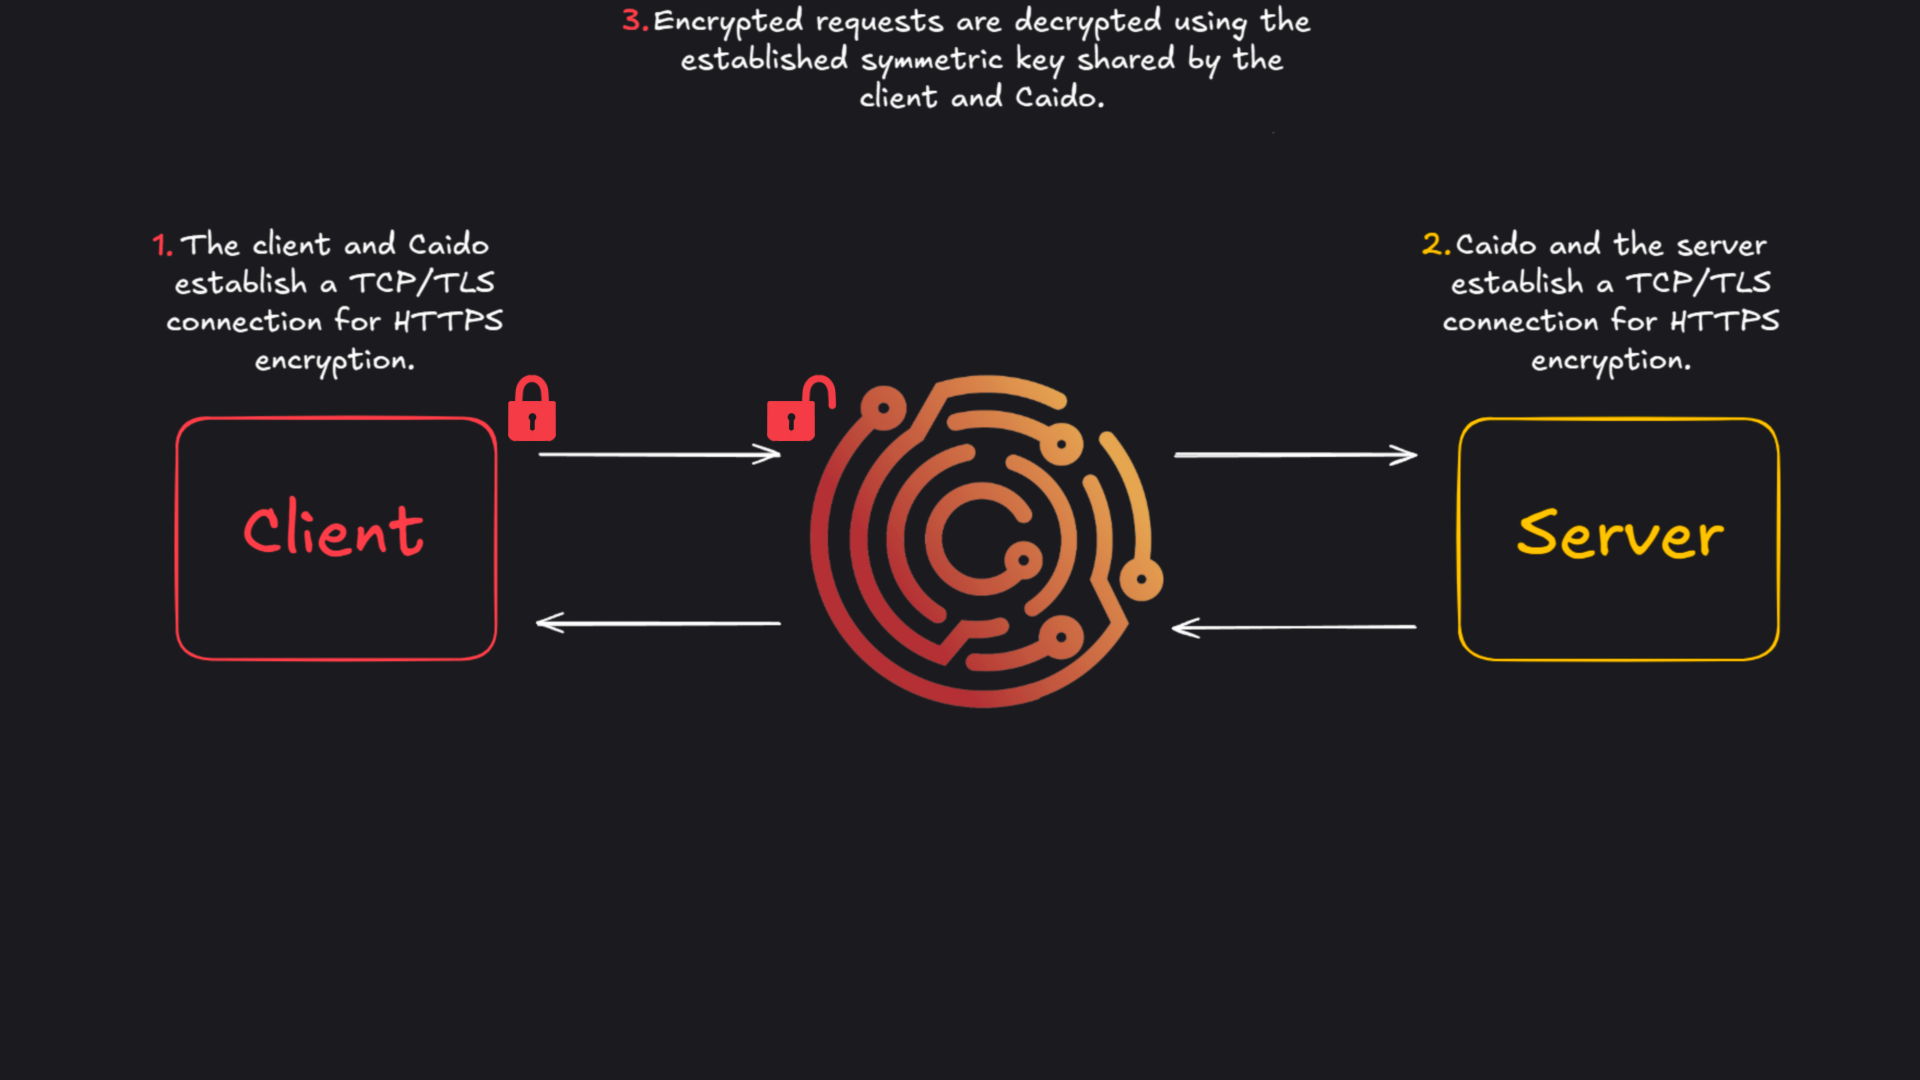 3. Encrypted requests are decrypted using the
established symmetric key shared by the
client and Caido.
1. The client and Caido
establish a TCP/TLS
connection for HTTPS
encryption.
2. Caido and the server
establish a TCP/TLS
connection for HTTPS
encryption.
Client
Server